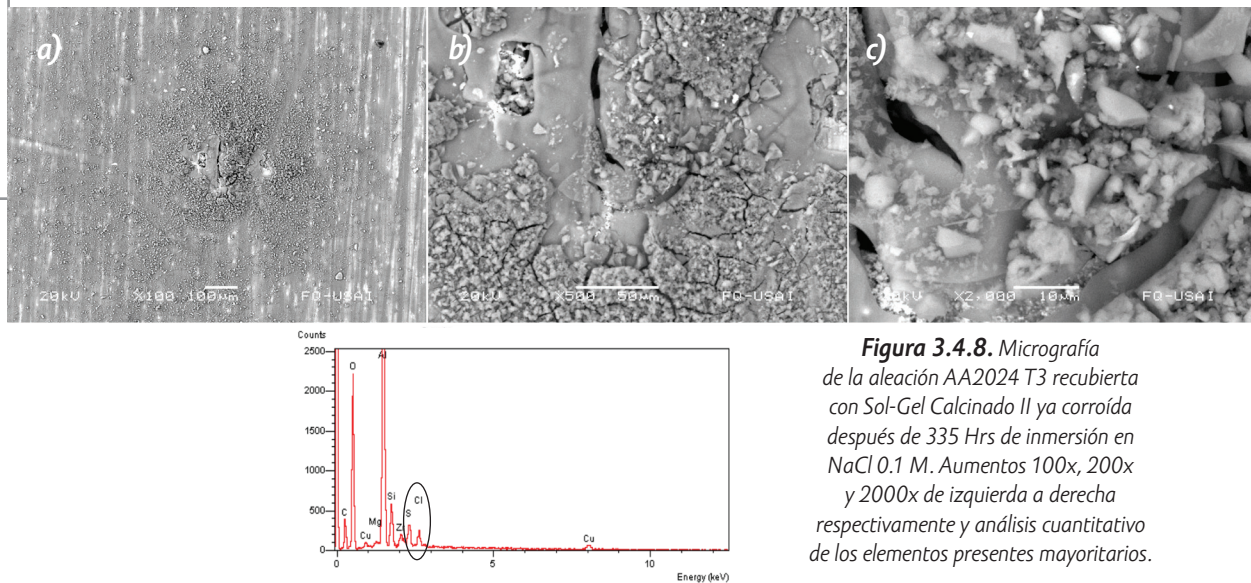 a)
20kV X100 100μm FQ-USAI
b)
20kV X500 50μm FQ-USAI
c)
X2,000 10μm FQ-USAI
Counts
2500
2000
1500
1000
500
0
Al
O
C
Cu
Mg
Si
S
Cl
Cu
0
5
10
Energy (keV)
Figura 3.4.8. Micrografía
de la aleación AA2024 T3 recubierta
con Sol-Gel Calcinado II ya corroída
después de 335 Hrs de inmersión en
NaCl 0.1 M. Aumentos 100x, 200x
y 2000x de izquierda a derecha
respectivamente y análisis cuantitativo
de los elementos presentes mayoritarios.